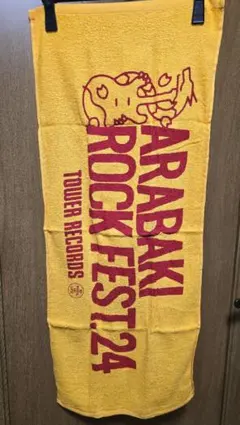 ARABAKI
ROCK FEST.24
TOWER RECORDS